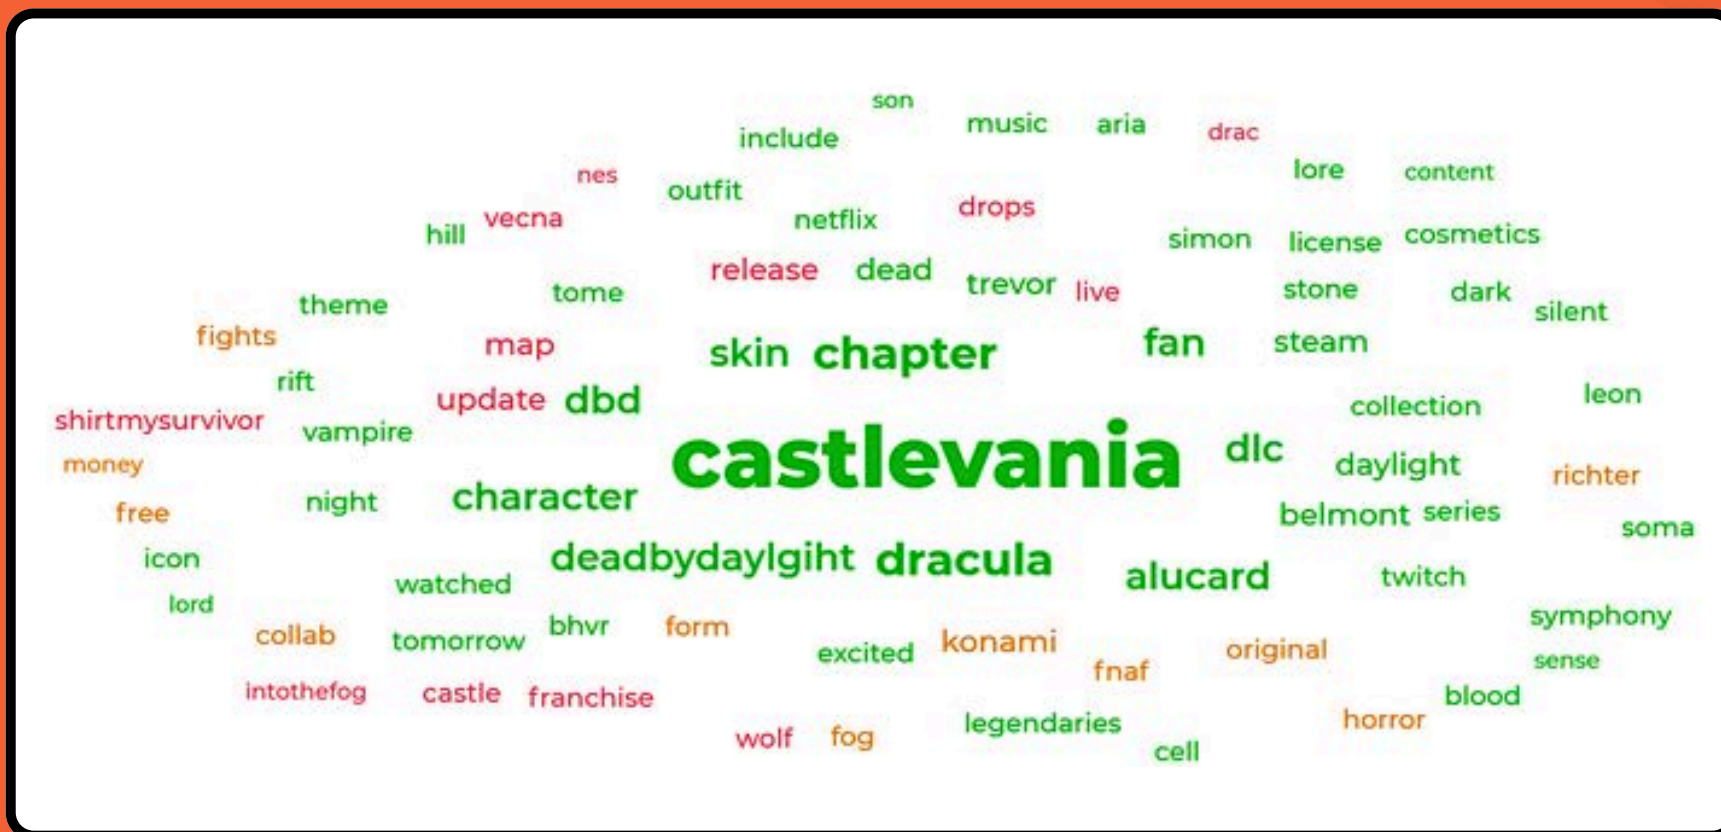 son
include music aria drac
nes outfit lore content
hill vecna netflix drops simon license cosmetics
theme tome release dead trevor live stone dark silent
fights map skin chapter fan steam
rift update dbd collection leon
shirtmysurvivor vampire castlevania dlc daylight
money richter
free night character belmont series soma
icon deadbydaylgiht dracula alucard twitch
lord watched symphony
collab tomorrow bhvr form excited konami fnaf original sense
intothefog castle franchise blood
wolf fog legendaries horror
cell